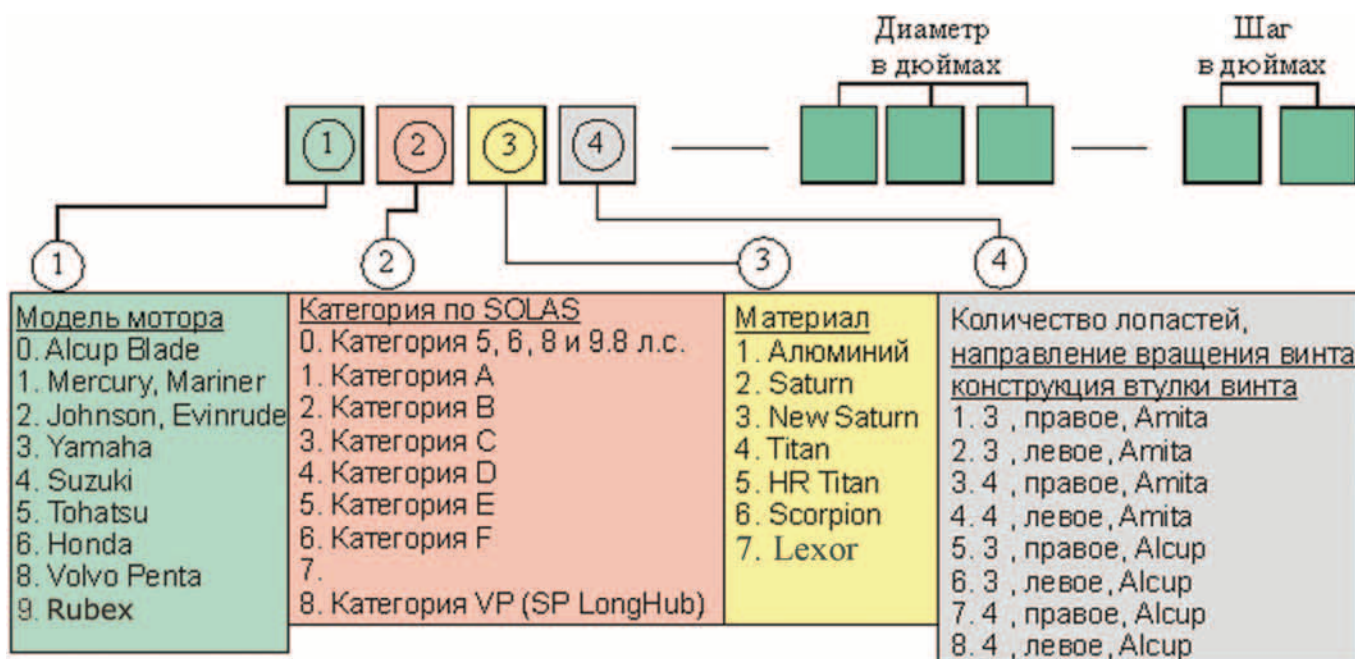 Диаметр
в дюймах
Шаг
в дюймах
1 2 3 4
1
2
3
4
Модель мотора
0. Alcup Blade
1. Mercury, Mariner
2. Johnson, Evinrude
3. Yamaha
4. Suzuki
5. Tohatsu
6. Honda
8. Volvo Penta
9. Rubex
Категория по SOLAS
0. Категория 5, 6, 8 и 9.8 л.с.
1. Категория A
2. Категория B
3. Категория C
4. Категория D
5. Категория E
6. Категория F
7.
8. Категория VP (SP LongHub)
Материал
1. Алюминий
2. Saturn
3. New Saturn
4. Titan
5. HR Titan
6. Scorpion
7. Lexor
Количество лопастей,
направление вращения винта
конструкция втулки винта
1. 3 , правое, Amita
2. 3 , левое, Amita
3. 4 , правое, Amita
4. 4 , левое, Amita
5. 3 , правое, Alcup
6. 3 , левое, Alcup
7. 4 , правое, Alcup
8. 4 , левое, Alcup